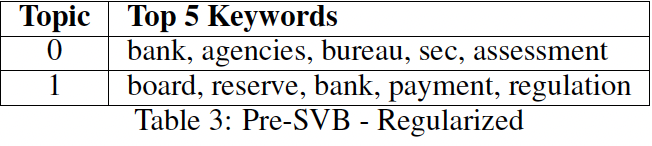 Topic Top 5 Keywords
0 bank, agencies, bureau, sec, assessment
1 board, reserve, bank, payment, regulation
Table 3: Pre-SVB - Regularized